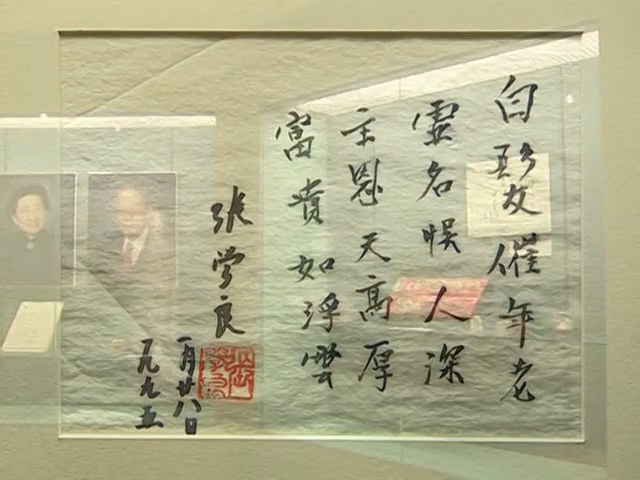 白髮催年老
虛名誤人深
主恩天高厚
富貴如浮雲
張學良
一月廿八日
一九九五